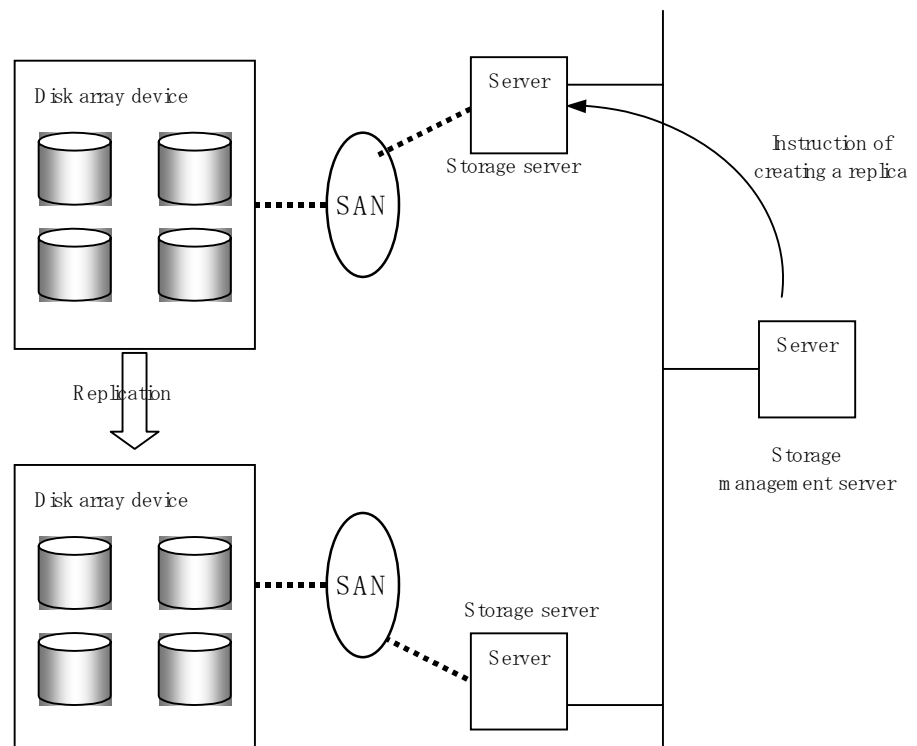 Disk array device
Server
Storage server
SAN
Instruction of
creating a replica
Server
Replication
Storage
management server
Disk array device
SAN
Storage server
Server